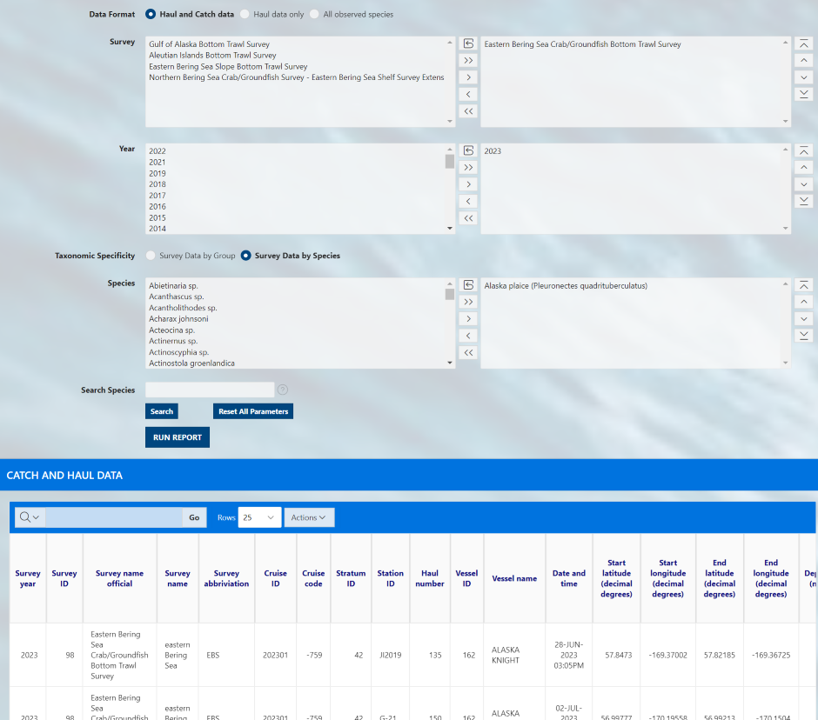 Data Format Haul and Catch data Haul data only All observed species
Survey
Gulf of Alaska Bottom Trawl Survey
Aleutian Islands Bottom Trawl Survey
Eastern Bering Sea Slope Bottom Trawl Survey
Northern Bering Sea Crab/Groundfish Survey - Eastern Bering Sea Shelf Survey Extens
Eastern Bering Sea Crab/Groundfish Bottom Trawl Survey
Year
2022
2021
2019
2018
2017
2016
2015
2014
2023
Taxonomic Specificity Survey Data by Group Survey Data by Species
Species
Abietinaria sp.
Acanthascus sp.
Acantholithodes sp.
Acharax johnsoni
Acteocina sp.
Actinernus sp.
Actinoscyphia sp.
Actinostola groenlandica
Alaska plaice (Pleuronectes quadrituberculatus)
Search Species
Search Reset All Parameters
RUN REPORT
CATCH AND HAUL DATA
Go Rows 25 Actions
Survey
year
Survey
ID
Survey name
official
Survey
name
Survey
abbriviation
Cruise
ID
Cruise
code
Stratum
ID
Station
ID
Haul
number
Vessel
ID
Vessel name
Date and
time
Start
latitude
(decimal
degrees)
Start
longitude
(decimal
degrees)
End
latitude
(decimal
degrees)
End
longitude
(decimal
degrees)
2023
98
Eastern Bering
Sea
Crab/Groundfish
Bottom Trawl
Survey
eastern
Bering
Sea
EBS
202301
-759
42
JI2019
135
162
ALASKA
KNIGHT
28-JUN-
2023
03:05PM
57.8473
-169.37002
57.82185
-169.36725
2023
98
Eastern Bering
Sea
Crab/Groundfish
eastern
Bering
EBS
202301
-759
42
G-21
150
162
ALASKA
02-JUL-
2023
56.99777
-170.19558
56.99213
-170.1504